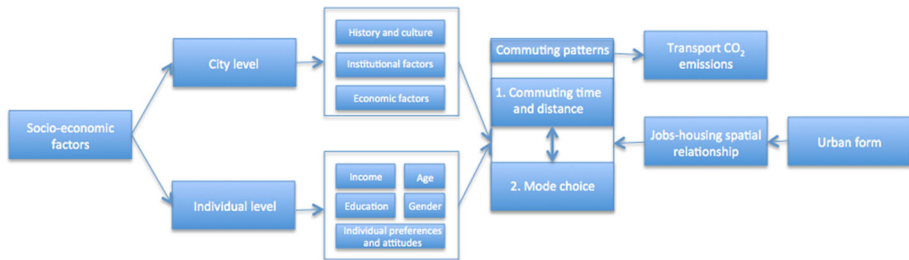 Socio-economic
factors
City level
Individual level
History and culture
Institutional factors
Economic factors
Income
Age
Education
Gender
Individual preferences
and attitudes
Commuting patterns
1. Commuting time
and distance
2. Mode choice
Transport CO₂
emissions
Jobs-housing spatial
relationship
Urban form